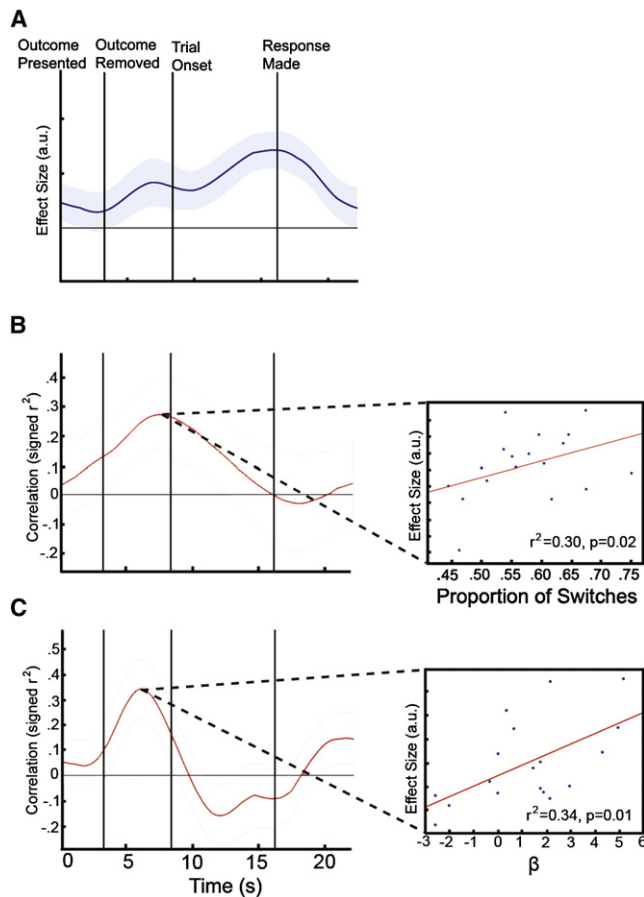 A
Outcome Presented
Outcome Removed
Trial Onset
Response Made
Effect Size (a.u.)
B
Correlation (signed r²)
.4
.3
.2
.1
0
-.1
-.2
Effect Size (a.u.)
r²=0.30, p=0.02
.45 .50 .55 .60 .65 .70 .75
Proportion of Switches
C
Correlation (signed r²)
.5
.4
.3
.2
.1
0
-.1
-.2
0 5 10 15 20
Time (s)
Effect Size (a.u.)
r²=0.34, p=0.01
-3 -2 -1 0 1 2 3 4 5 6
β